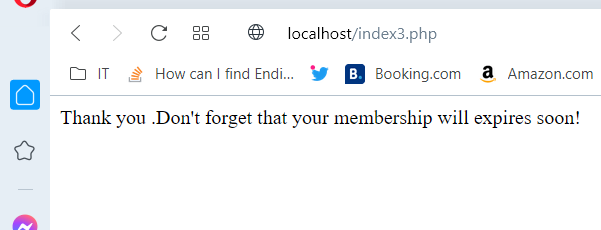 localhost/index3.php
IT How can I find Endi... B. Booking.com a Amazon.com
Thank you .Don't forget that your membership will expires soon!